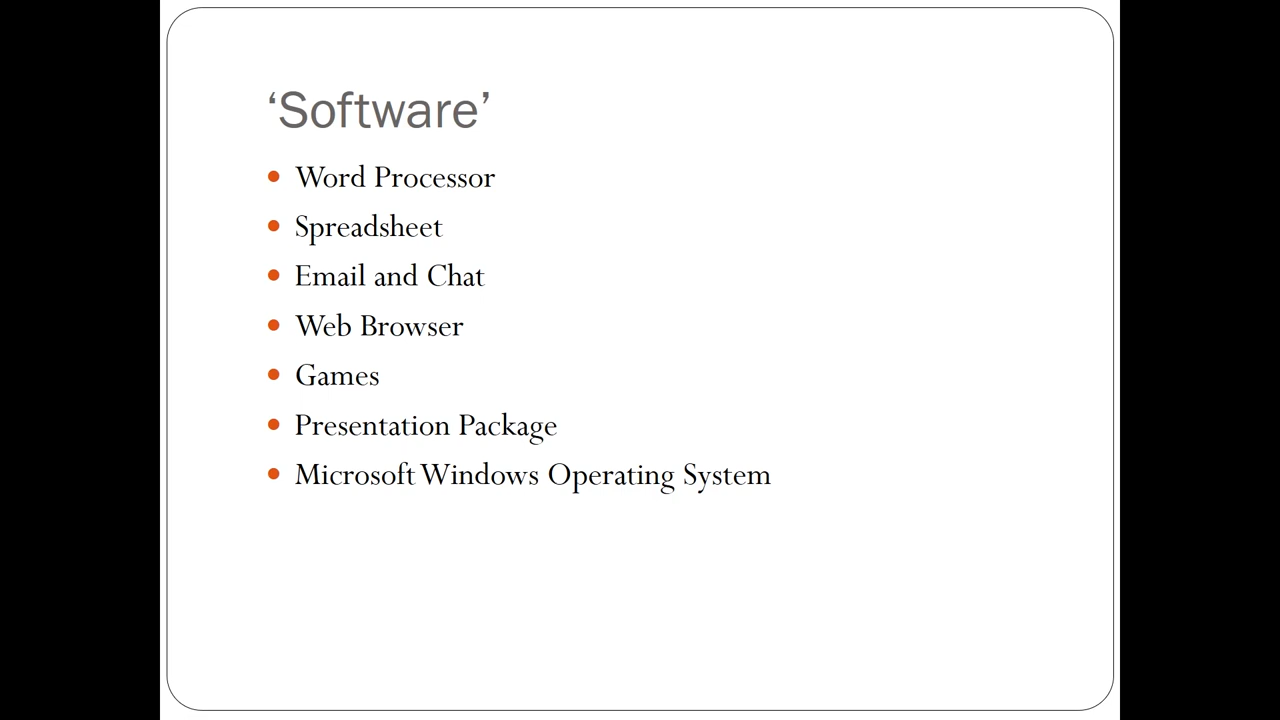 ‘Software’
• Word Processor
• Spreadsheet
• Email and Chat
• Web Browser
• Games
• Presentation Package
• Microsoft Windows Operating System